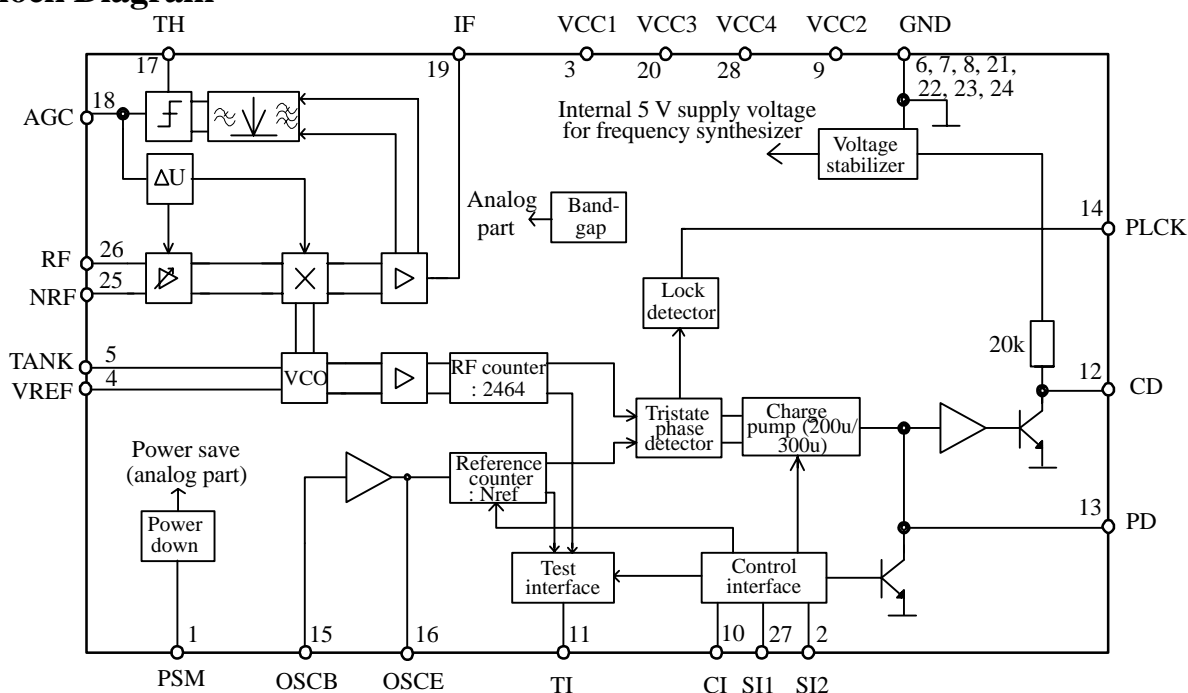 TH
IF
VCC1
VCC3
VCC4
VCC2
GND
17
19
3
20
28
9
6, 7, 8, 21,
22, 23, 24
AGC
18
Internal 5 V supply voltage
for frequency synthesizer
Voltage
stabilizer
ΔU
Analog
part
Band-
gap
14
PLCK
RF
26
NRF
25
Lock
detector
TANK
5
VREF
4
VCO
RF counter
: 2464
20k
12
CD
Tristate
phase
detector
Charge
pump (200u/
300u)
Power save
(analog part)
Reference
counter
: Nref
Power
down
13
PD
Test
interface
Control
interface
1
15
16
11
10
27
2
PSM
OSCB
OSCE
TI
CI
SI1
SI2